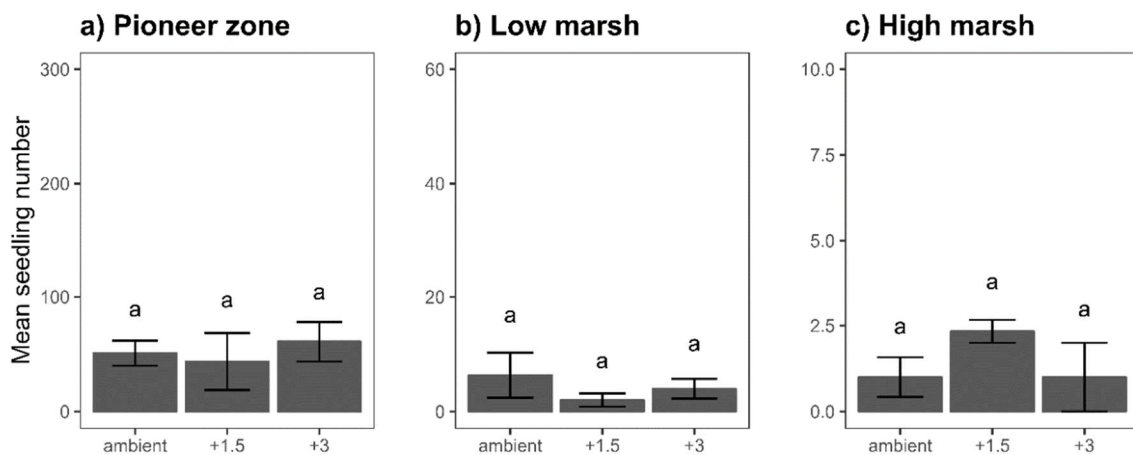 a) Pioneer zone
b) Low marsh
c) High marsh
Mean seedling number
300
200
100
0
a
a
a
ambient
+1.5
+3
60
40
20
0
a
a
a
ambient
+1.5
+3
10.0
7.5
5.0
2.5
0.0
a
a
a
ambient
+1.5
+3